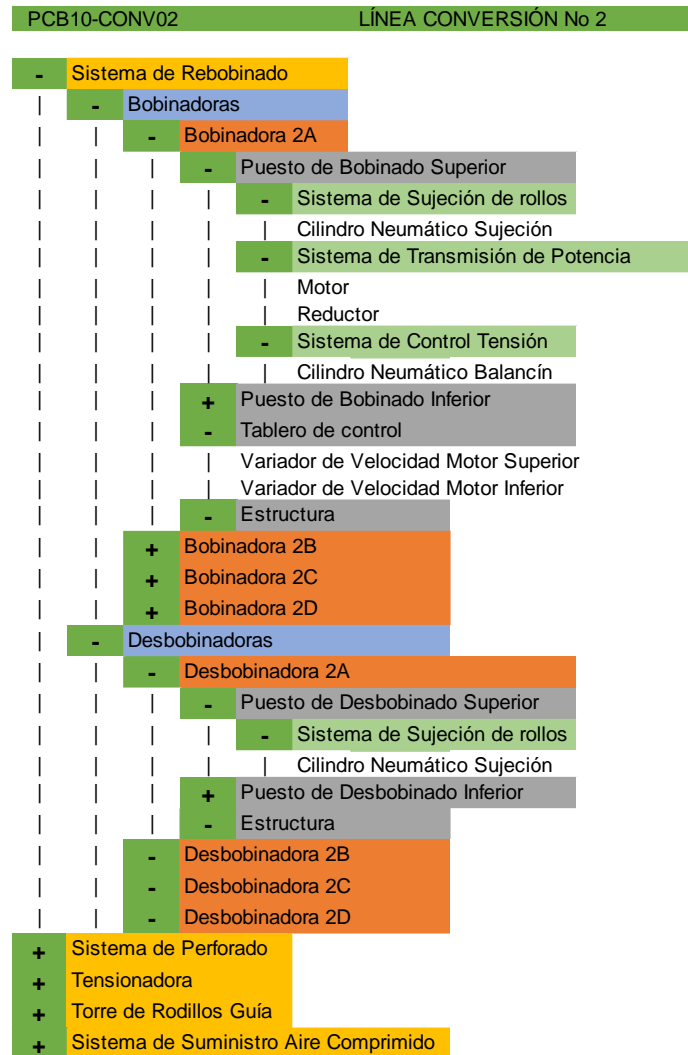 PCB10-CONV02 LÍNEA CONVERSIÓN No 2
- Sistema de Rebobinado
| - Bobinadoras
| | - Bobinadora 2A
| | | - Puesto de Bobinado Superior
| | | | - Sistema de Sujeción de rollos
| | | | | Cilindro Neumático Sujeción
| | | | - Sistema de Transmisión de Potencia
| | | | | Motor
| | | | | Reductor
| | | | - Sistema de Control Tensión
| | | | | Cilindro Neumático Balancín
| | | + Puesto de Bobinado Inferior
| | | - Tablero de control
| | | | Variador de Velocidad Motor Superior
| | | | Variador de Velocidad Motor Inferior
| | | - Estructura
| | + Bobinadora 2B
| | + Bobinadora 2C
| | + Bobinadora 2D
| - Desbobinadoras
| | - Desbobinadora 2A
| | | - Puesto de Desbobinado Superior
| | | | - Sistema de Sujeción de rollos
| | | | | Cilindro Neumático Sujeción
| | | + Puesto de Desbobinado Inferior
| | | - Estructura
| | - Desbobinadora 2B
| | - Desbobinadora 2C
| | - Desbobinadora 2D
+ Sistema de Perforado
+ Tensionadora
+ Torre de Rodillos Guía
+ Sistema de Suministro Aire Comprimido